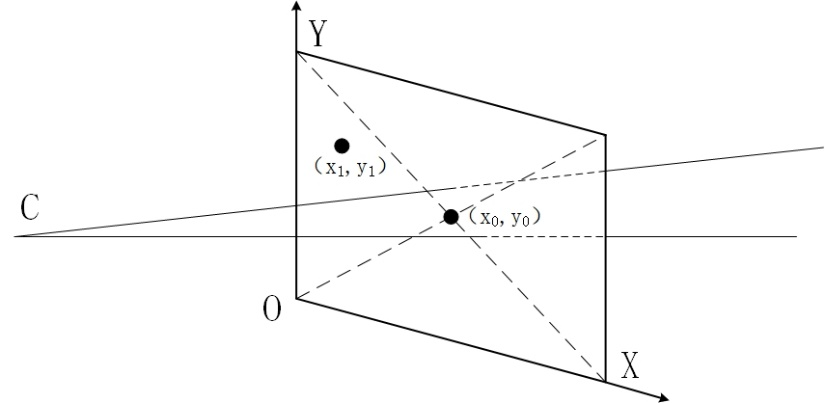 Y
(x₁, y₁)
C
(x₀, y₀)
O
X